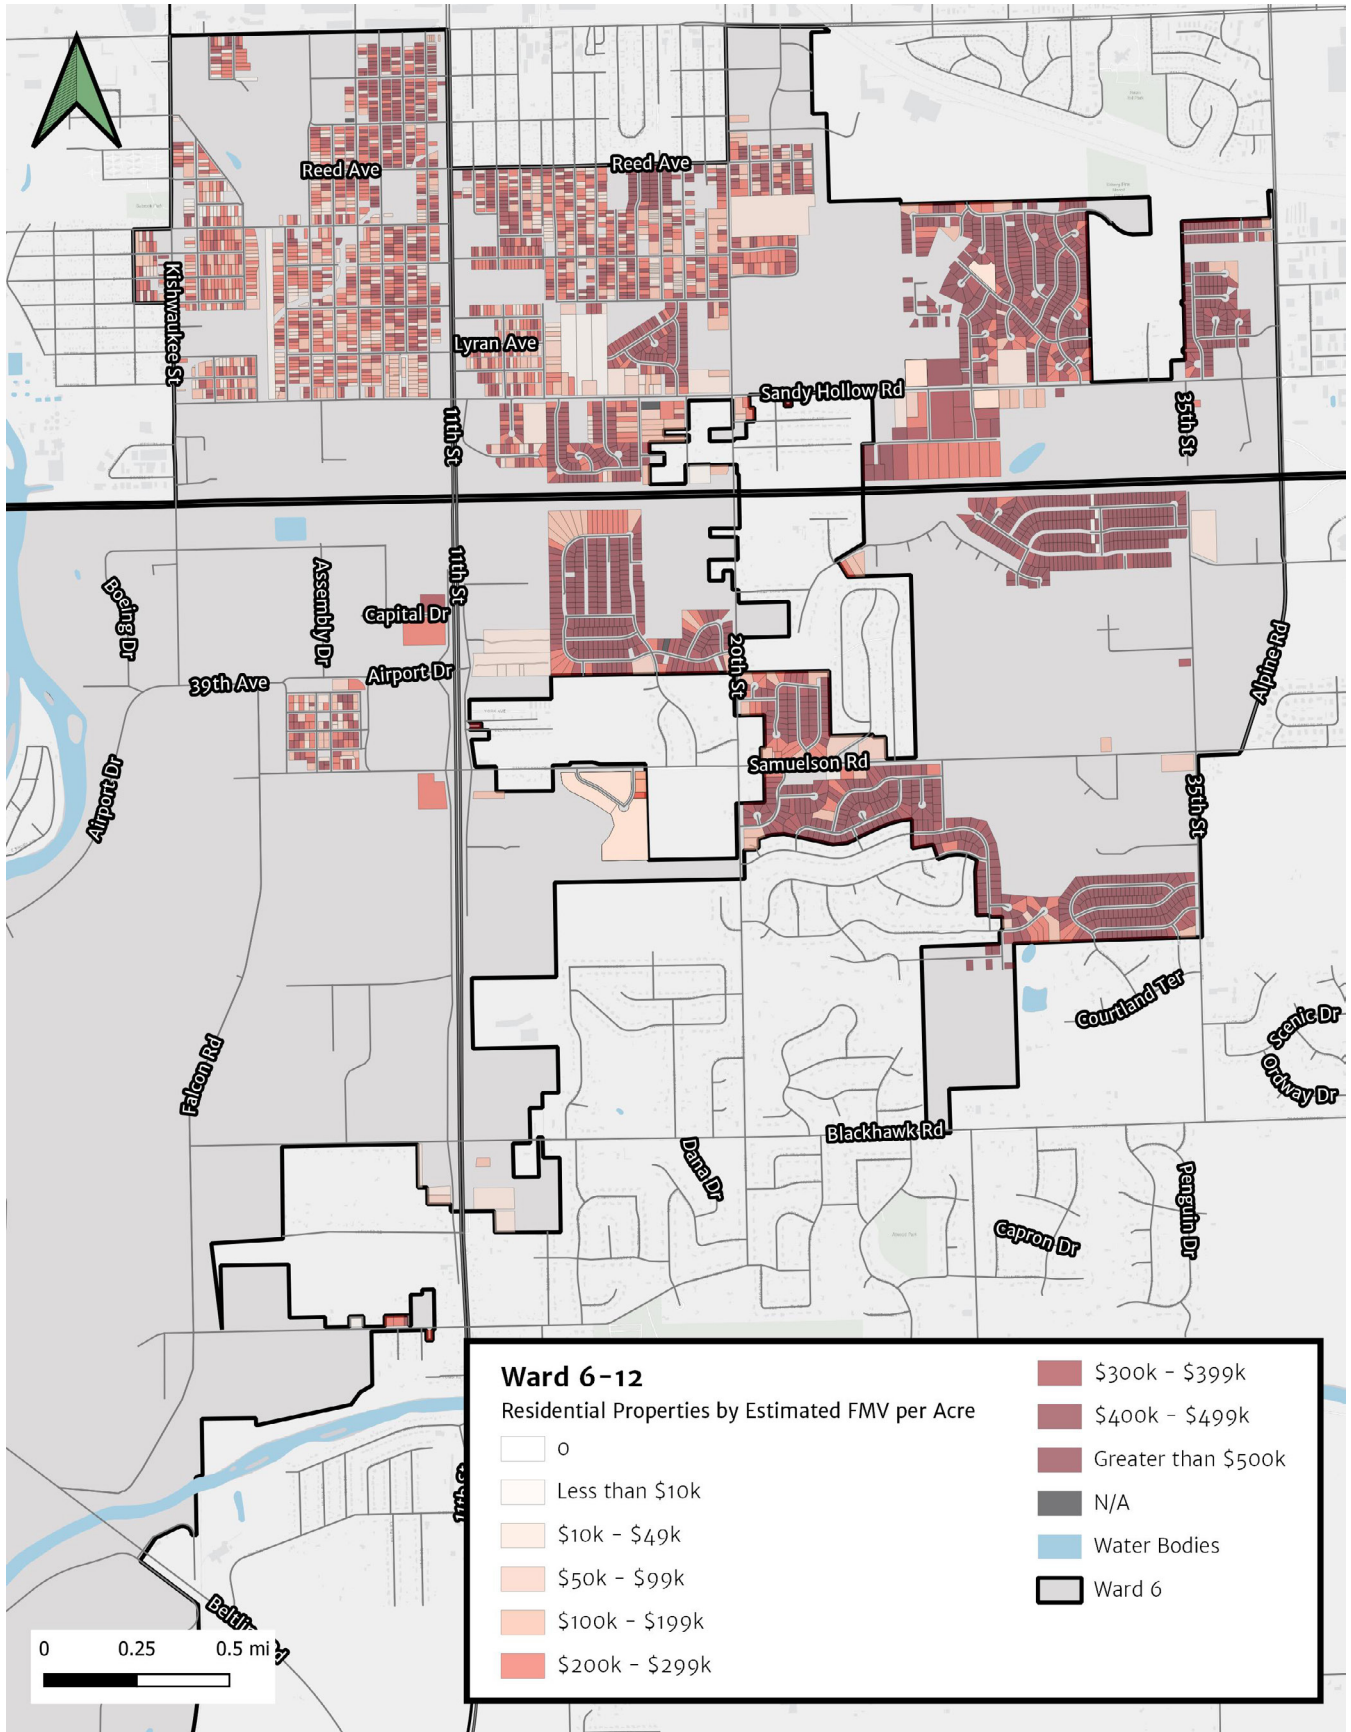 Reed Ave
Reed Ave
Kishwaukee St
Lyran Ave
Sandy Hollow Rd
11th St
35th St
11th St
Boeing Dr
Assembly Dr
Capital Dr
Airport Dr
39th Ave
20th St
Alpine Rd
Samuelson Rd
Airport Dr
35th St
Courtland Ter
Scenic Dr
Ordway Dr
Falcon Rd
Blackhawk Rd
Dana Dr
Capron Dr
Penguin Dr
11th S
Ward 6-12
Residential Properties by Estimated FMV per Acre
0
Less than $10k
$10k - $49k
$50k - $99k
$100k - $199k
$200k - $299k
$300k - $399k
$400k - $499k
Greater than $500k
N/A
Water Bodies
Ward 6
0 0.25 0.5 mi